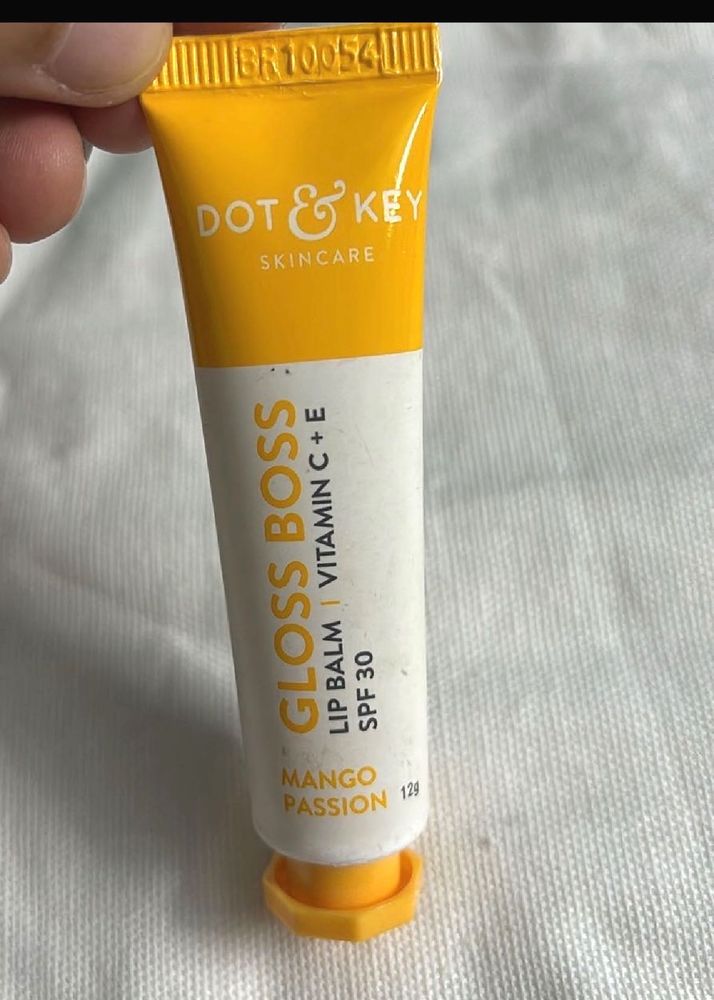 BR10054
DOT & KEY
SKINCARE
GLOSS BOSS
LIP BALM | VITAMIN C + E
SPF 30
MANGO
PASSION
12g